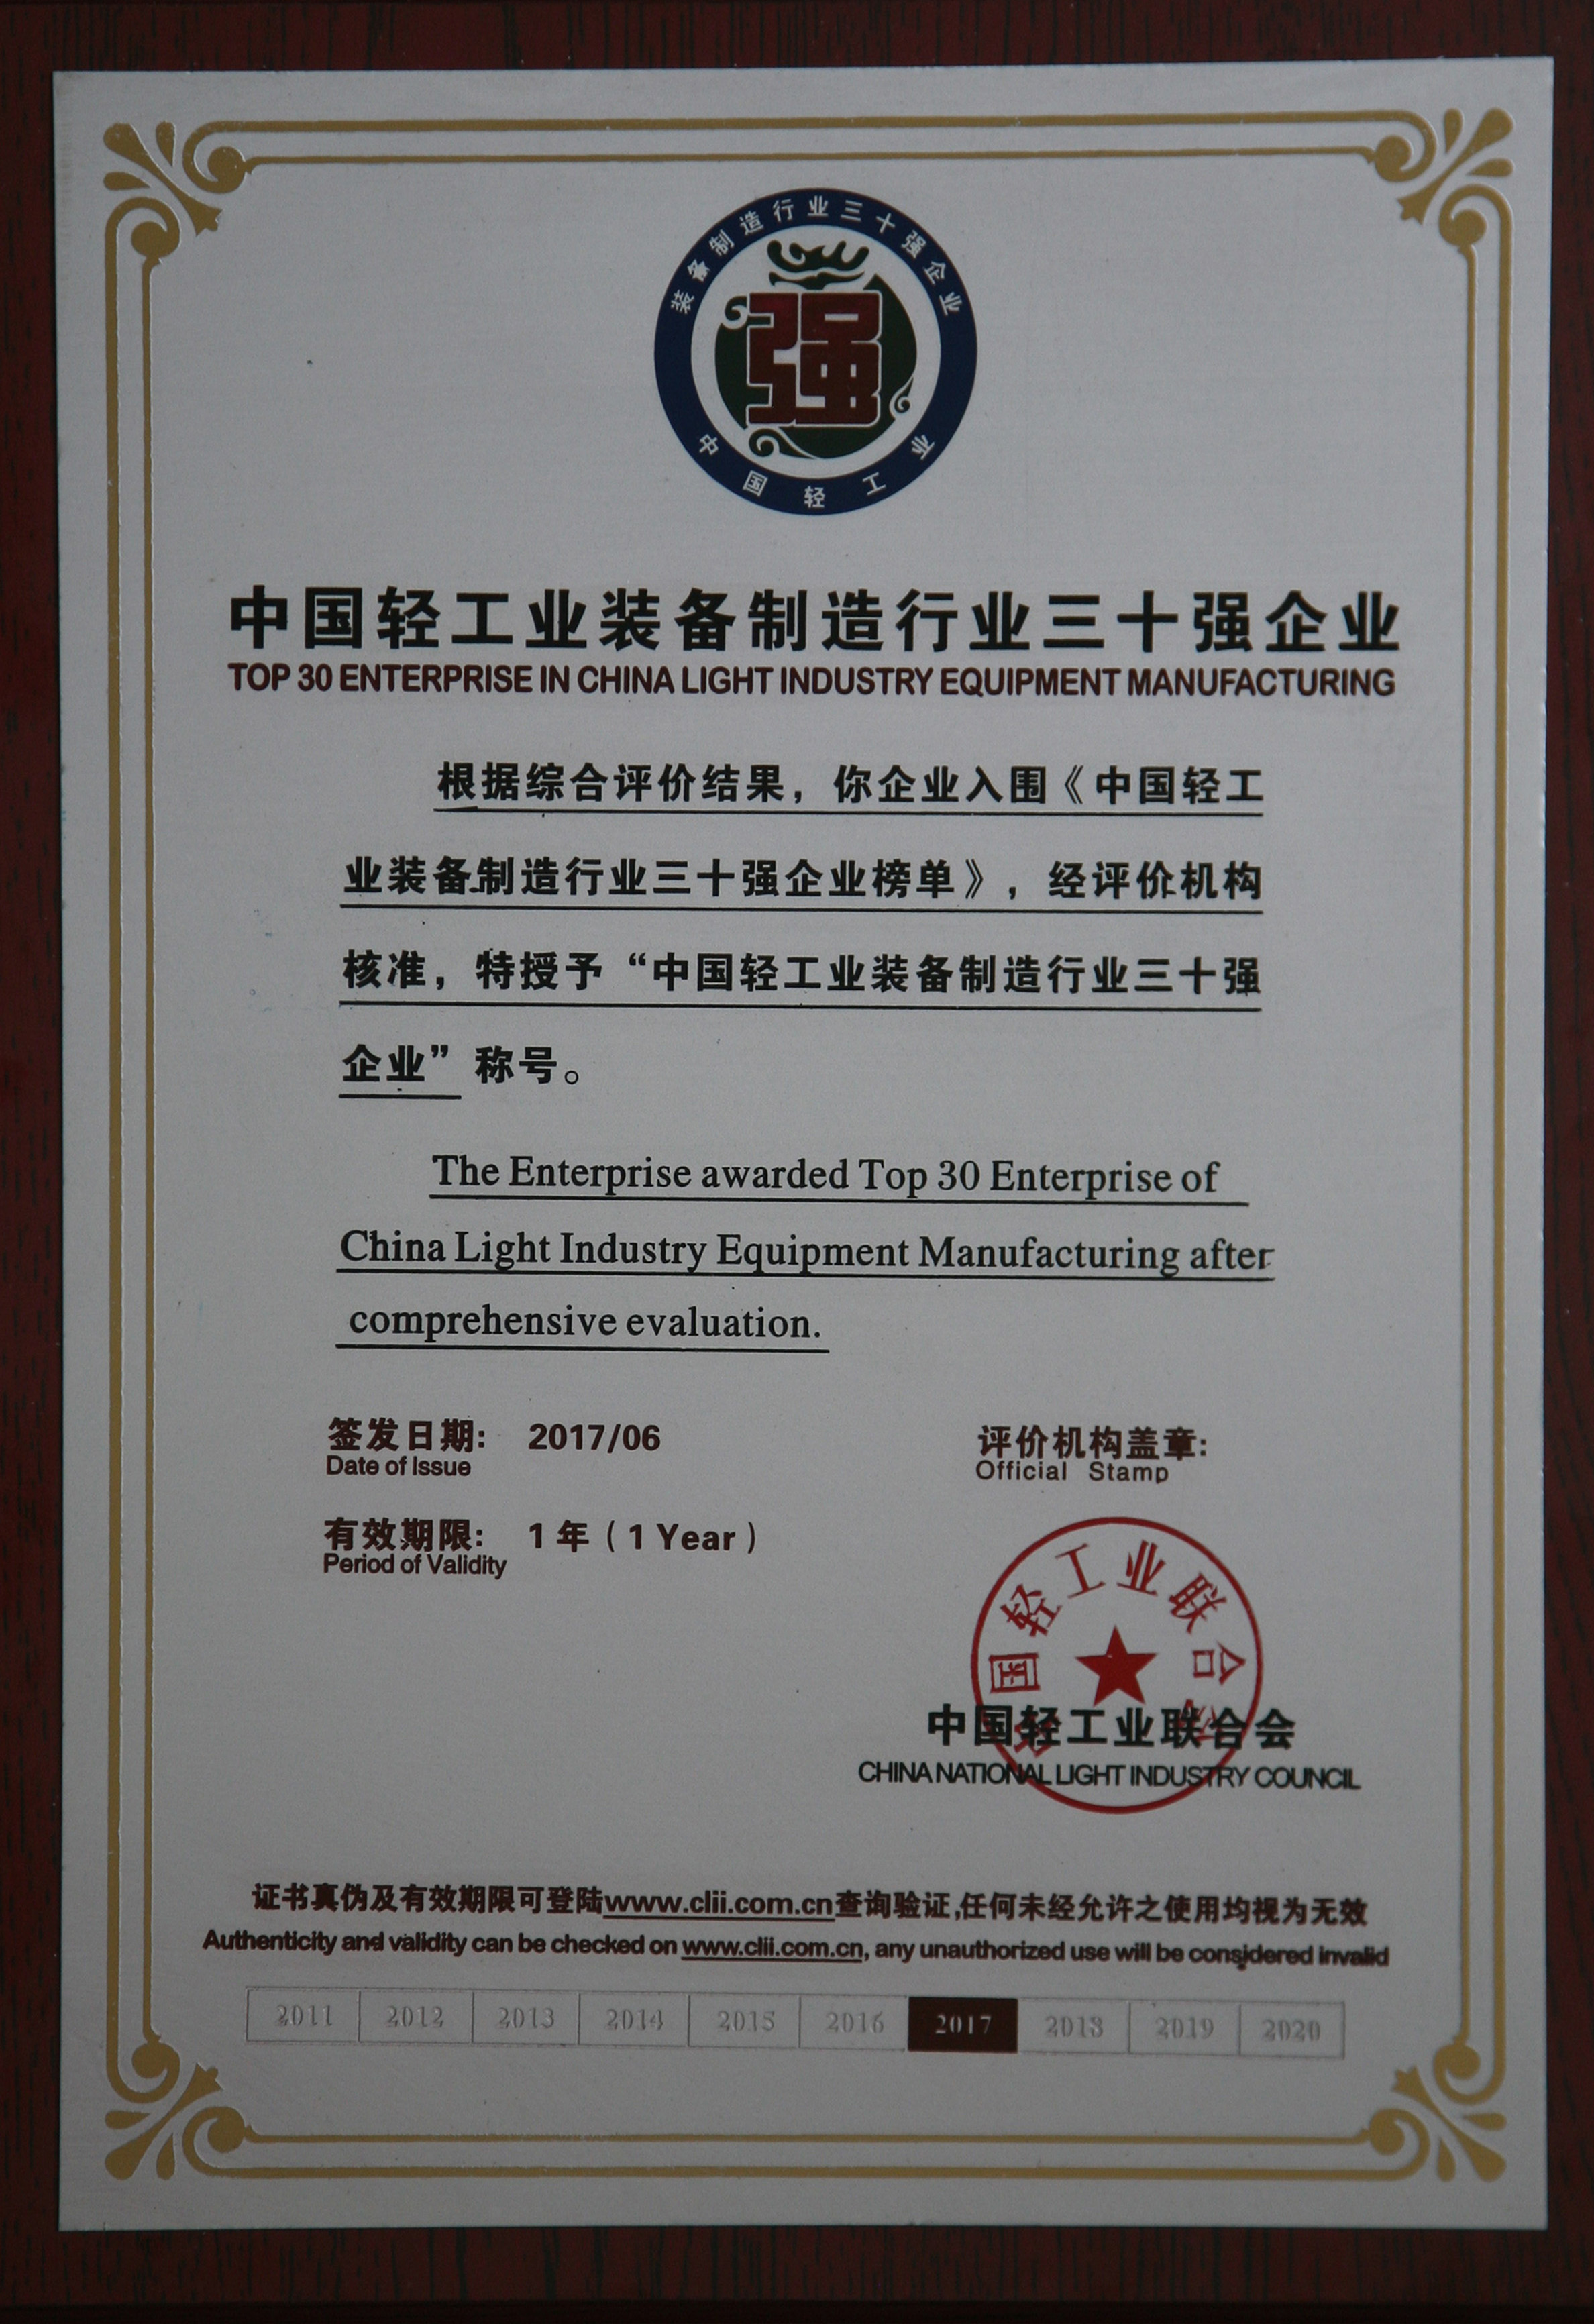 装备制造行业三十强企业
强
中国轻工业
中国轻工业装备制造行业三十强企业
TOP 30 ENTERPRISE IN CHINA LIGHT INDUSTRY EQUIPMENT MANUFACTURING
根据综合评价结果，你企业入围《中国轻工
业装备制造行业三十强企业榜单》，经评价机构
核准，特授予“中国轻工业装备制造行业三十强
企业”称号。
The Enterprise awarded Top 30 Enterprise of
China Light Industry Equipment Manufacturing after
comprehensive evaluation.
签发日期: 2017/06
Date of Issue
评价机构盖章:
Official Stamp
有效期限: 1 年（1 Year）
Period of Validity
国轻工业联合
中国轻工业联合会
CHINA NATIONAL LIGHT INDUSTRY COUNCIL
证书真伪及有效期限可登陆www.clii.com.cn查询验证,任何未经允许之使用均视为无效
Authenticity and validity can be checked on www.clii.com.cn, any unauthorized use will be considered invalid
2011 2012 2013 2014 2015 2016 2017 2018 2019 2020